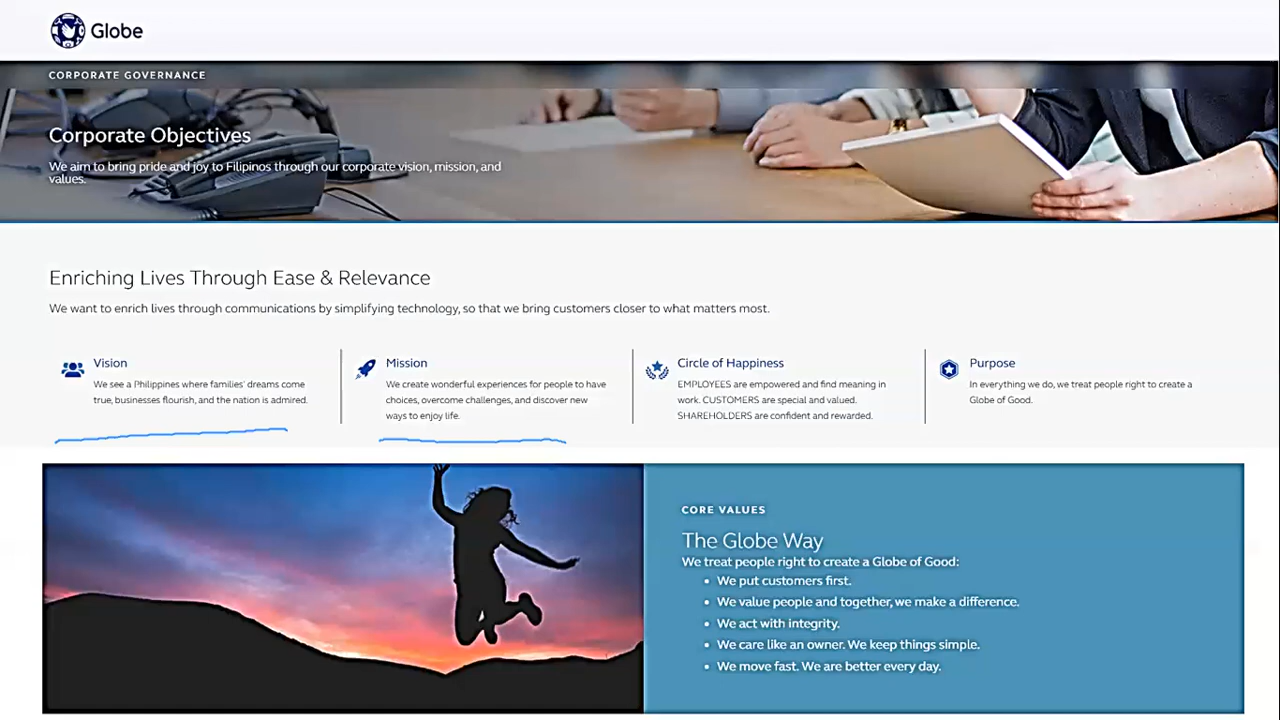 Globe
CORPORATE GOVERNANCE
Corporate Objectives
We aim to bring pride and joy to Filipinos through our corporate vision, mission, and
values.
Enriching Lives Through Ease & Relevance
We want to enrich lives through communications by simplifying technology, so that we bring customers closer to what matters most.
Vision
We see a Philippines where families' dreams come
true, businesses flourish, and the nation is admired.
Mission
We create wonderful experiences for people to have
choices, overcome challenges, and discover new
ways to enjoy life.
Circle of Happiness
EMPLOYEES are empowered and find meaning in
work. CUSTOMERS are special and valued.
SHAREHOLDERS are confident and rewarded.
Purpose
In everything we do, we treat people right to create a
Globe of Good.
CORE VALUES
The Globe Way
We treat people right to create a Globe of Good:
• We put customers first.
• We value people and together, we make a difference.
• We act with integrity.
• We care like an owner. We keep things simple.
• We move fast. We are better every day.